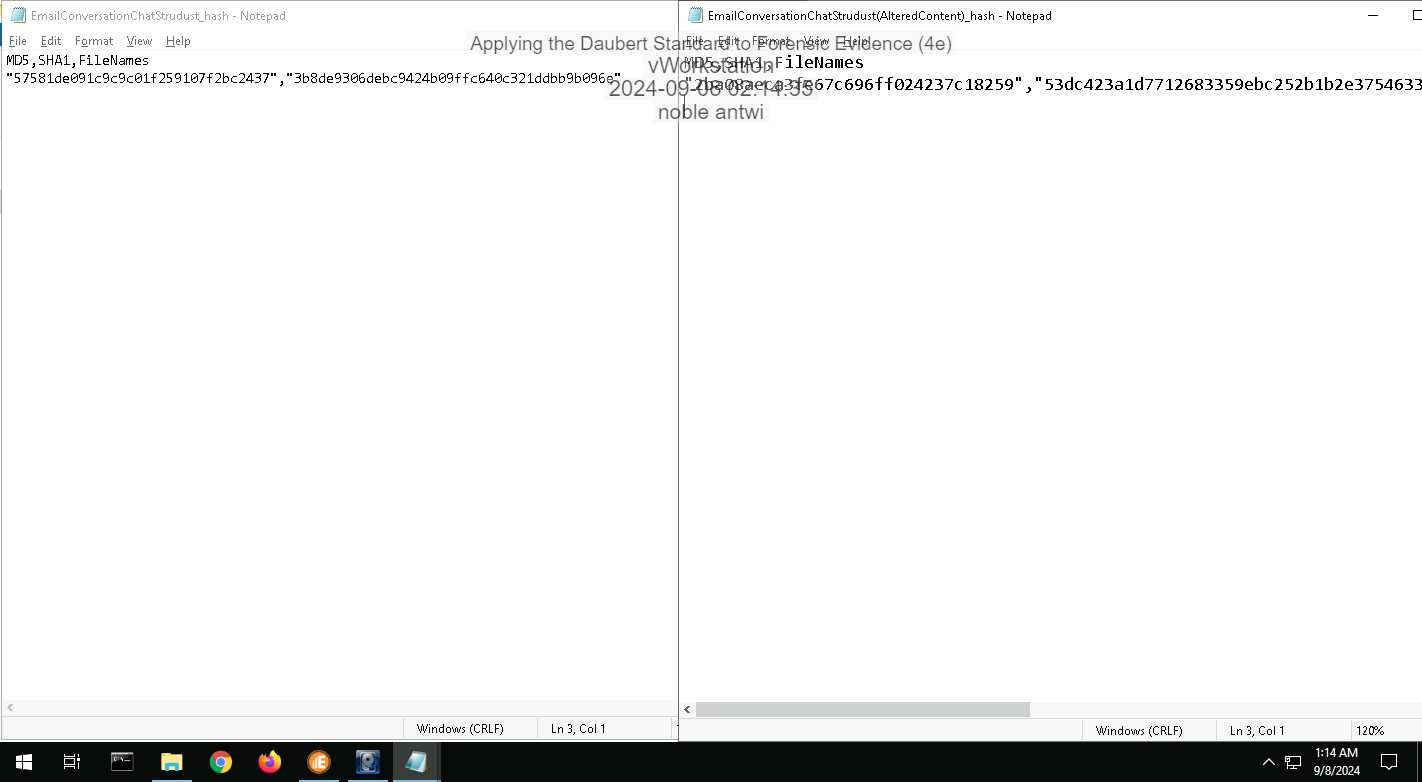 EmailConversationChatStrudust_hash - Notepad
File Edit Format View Help
MD5,SHA1,FileNames
"57581de091c9c9c01f259107f2bc2437","3b8de9306debc9424b09ffc640c321ddbb9b096e"
Windows (CRLF) Ln 3, Col 1
Applying the Daubert Standard to Forensic Evidence (4e)
vWorkstation
2024-09-08 02:14:35
noble antwi
EmailConversationChatStrudust(AlteredContent)_hash - Notepad
File Edit Format View Help
MD5,SHA1,FileNames
"53dc423a1d7712683359ebc252b1b2e3754633
Windows (CRLF) Ln 3, Col 1 120%
1:14 AM
9/8/2024